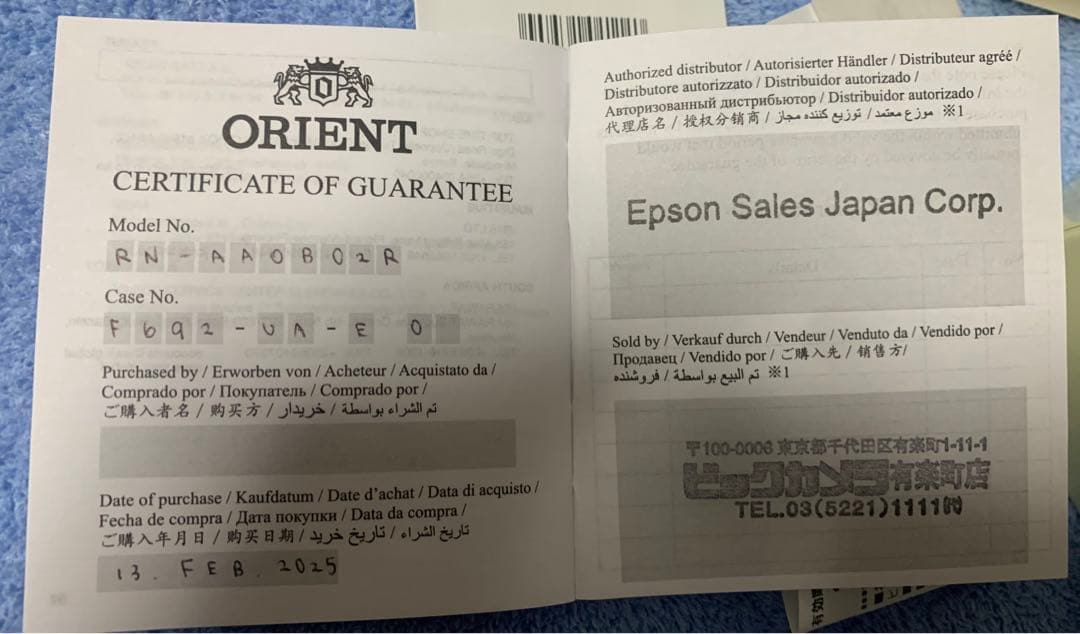 ORIENT
CERTIFICATE OF GUARANTEE
Model No.
RN-AA0B02R
Case No.
F692-UA-E 0
Purchased by / Erworben von / Acheteur / Acquistato da /
Comprado por / Покупатель / Comprado por /
ご購入者名 / 购买方 / خریدار / تم الشراء بواسطة /
Date of purchase / Kaufdatum / Date d'achat / Data di acquisto /
Fecha de compra / Дата покупки / Data da compra /
ご購入年月日 / 购买日期 / تاریخ خرید / تاريخ الشراء /
13. FEB. 2025
Authorized distributor / Autorisierter Händler / Distributeur agréé /
Distributore autorizzato / Distribuidor autorizado /
Авторизованный дистрибьютор / Distribuidor autorizado /
代理店名 / 授权分销商 / موزع معتمد / توزیع کننده مجاز ※1
Epson Sales Japan Corp.
Sold by / Verkauf durch / Vendeur / Venduto da / Vendido por /
Продавец / Vendido por / ご購入先 / 销售方/
تم البيع بواسطة / فروشنده ※1
〒100-0006 東京都千代田区有楽町1-11-1
ビックカメラ有楽町店
TEL.03(5221)1111㈹